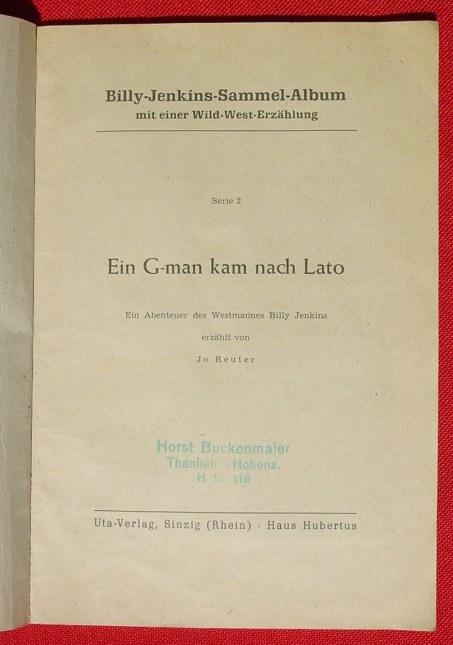 Billy-Jenkins-Sammel-Album
mit einer Wild-West-Erzählung
Serie 2
Ein G-man kam nach Lato
Ein Abenteuer des Westmannes Billy Jenkins
erzählt von
Jo Reuter
Horst Buckenmaier
/Hohenz.
H. 116
Uta-Verlag, Sinzig (Rhein) · Haus Hubertus